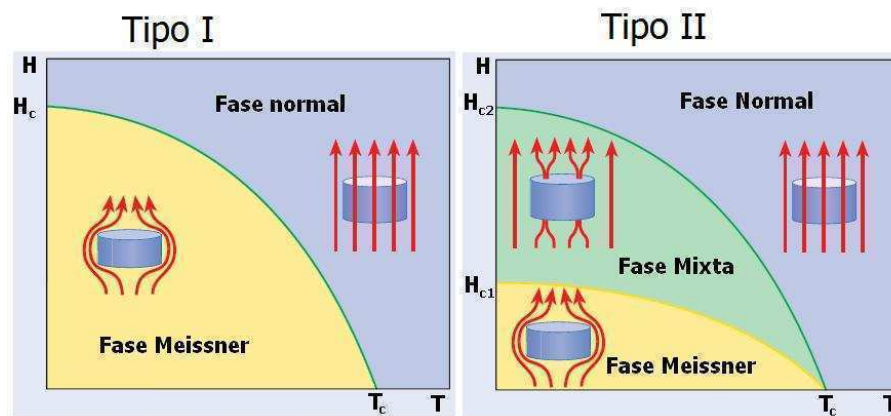 Tipo I
H
Hc
Fase normal
Fase Meissner
Tc
T
Tipo II
H
Hc2
Fase Normal
Fase Mixta
Hc1
Fase Meissner
Tc
T